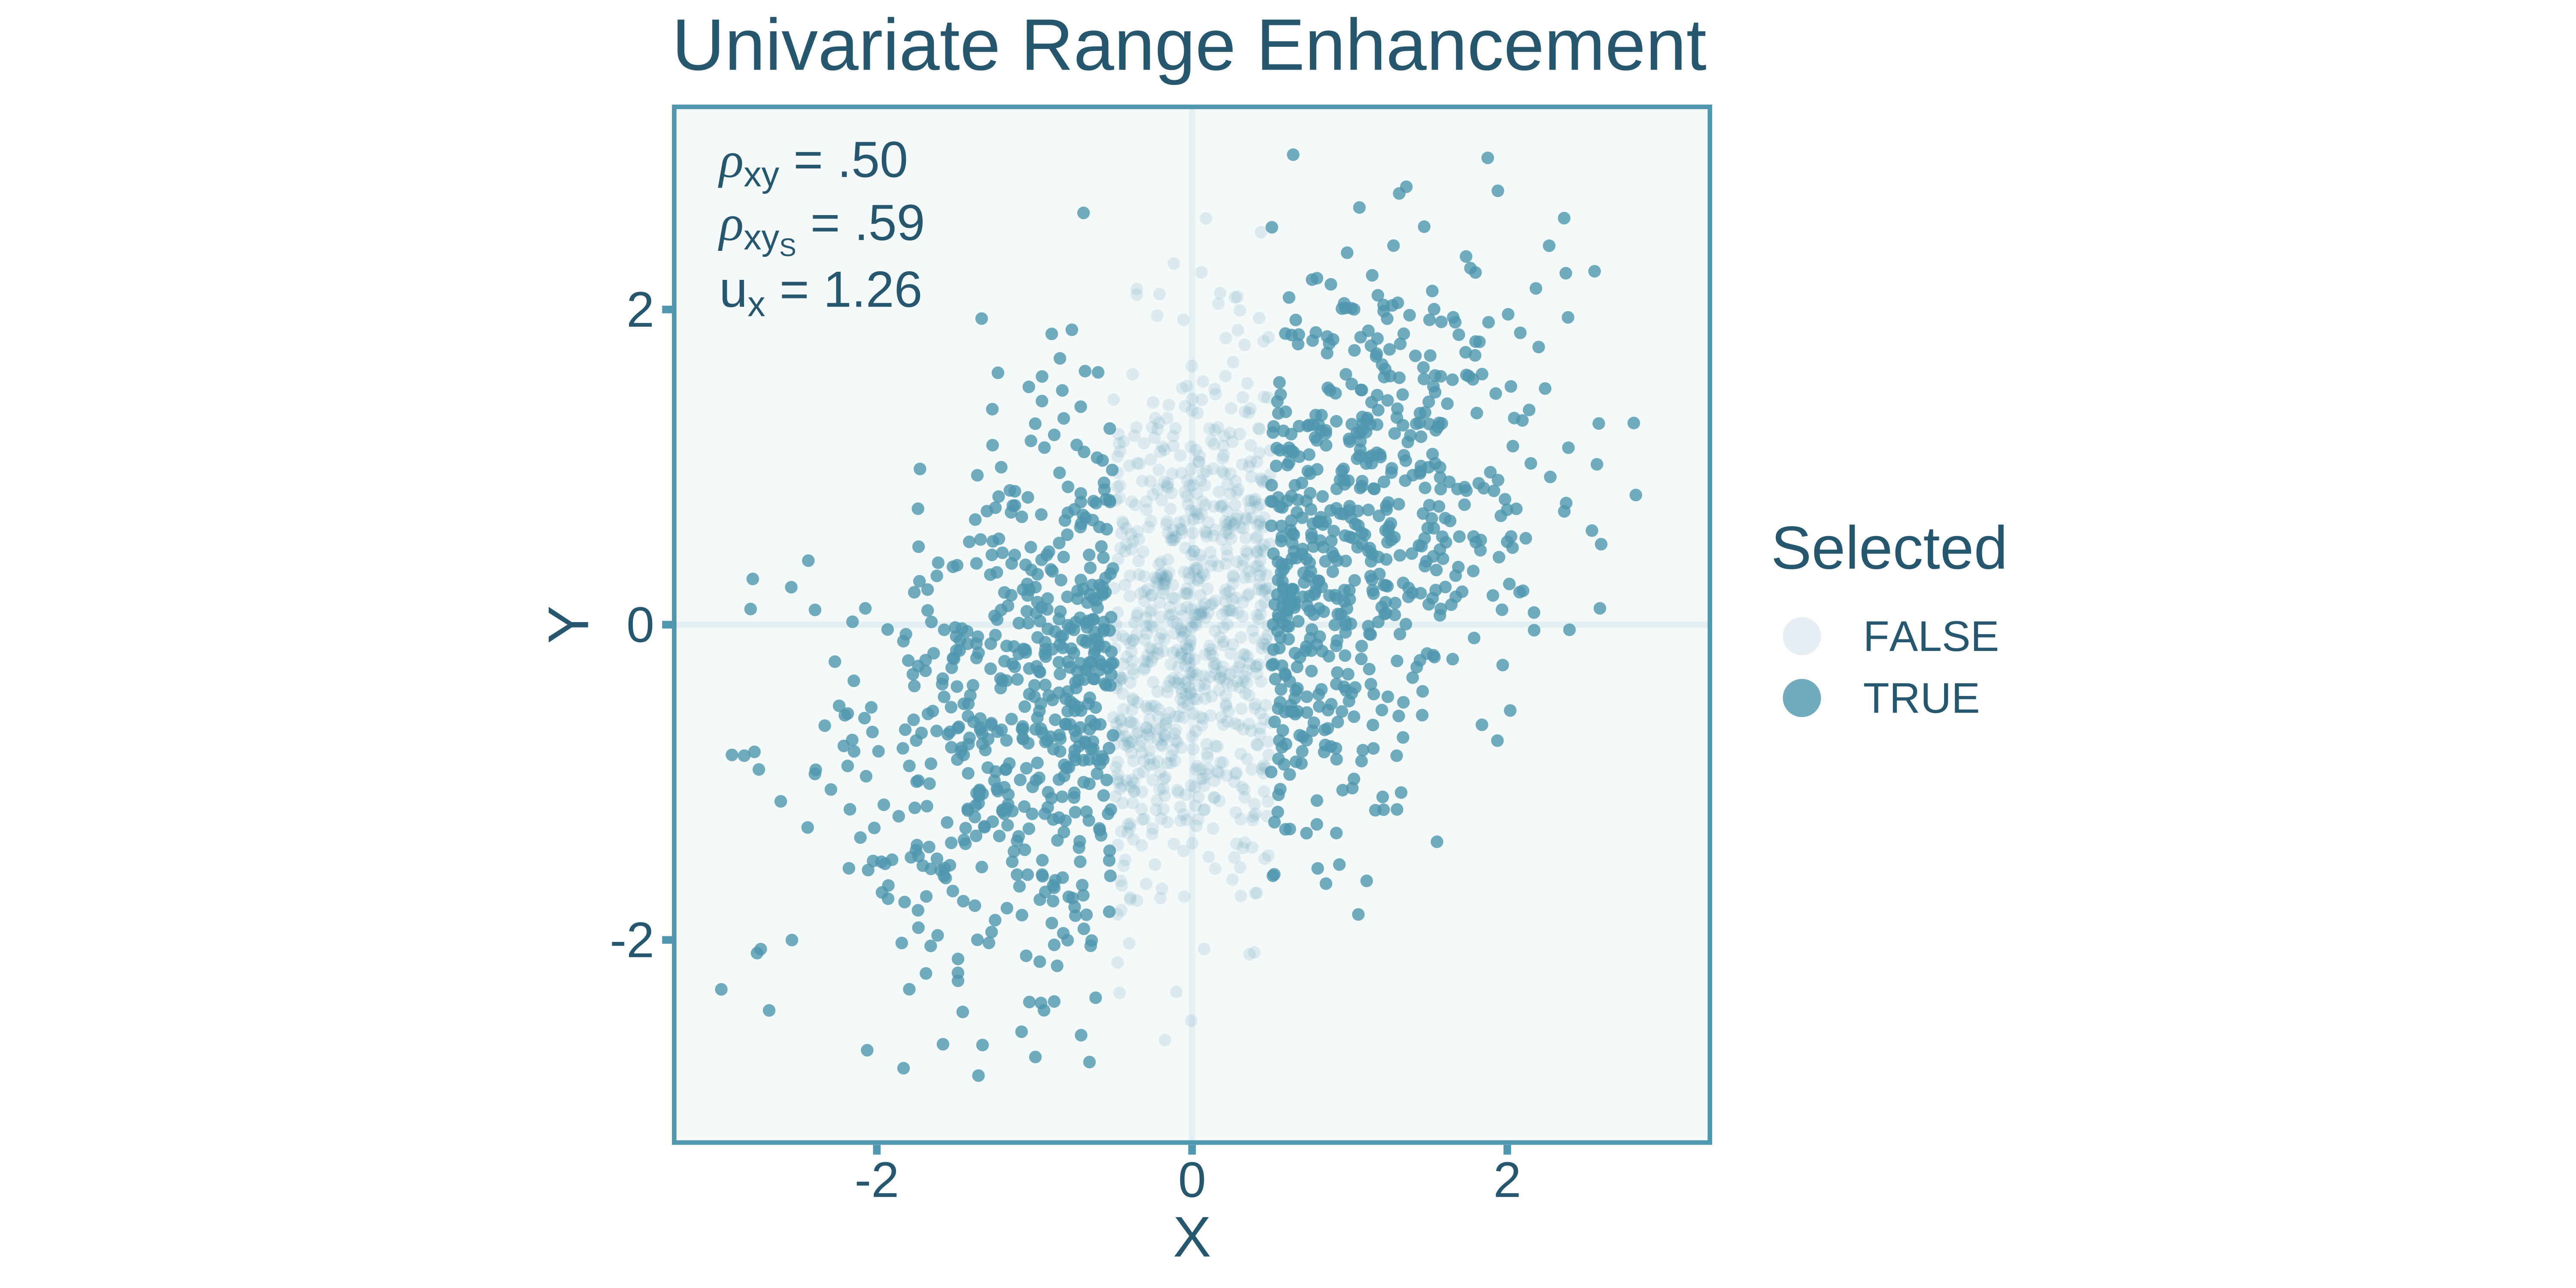 Univariate Range Enhancement
ρxy = .50
ρxyS = .59
ux = 1.26
2
0
-2
Y
-2 0 2
X
Selected
FALSE
TRUE